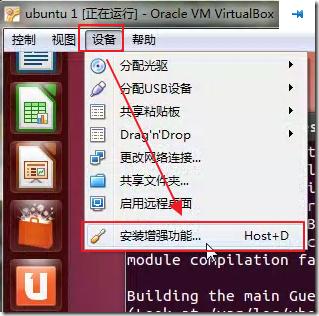 ubuntu 1 [正在运行] - Oracle VM VirtualBox
控制 视图 设备 帮助
分配光驱
分配USB设备
共享粘贴板
Drag'n'Drop
更改网络连接...
共享文件夹...
启用远程桌面
安装增强功能... Host+D
module compilation fa
Building the main Gue